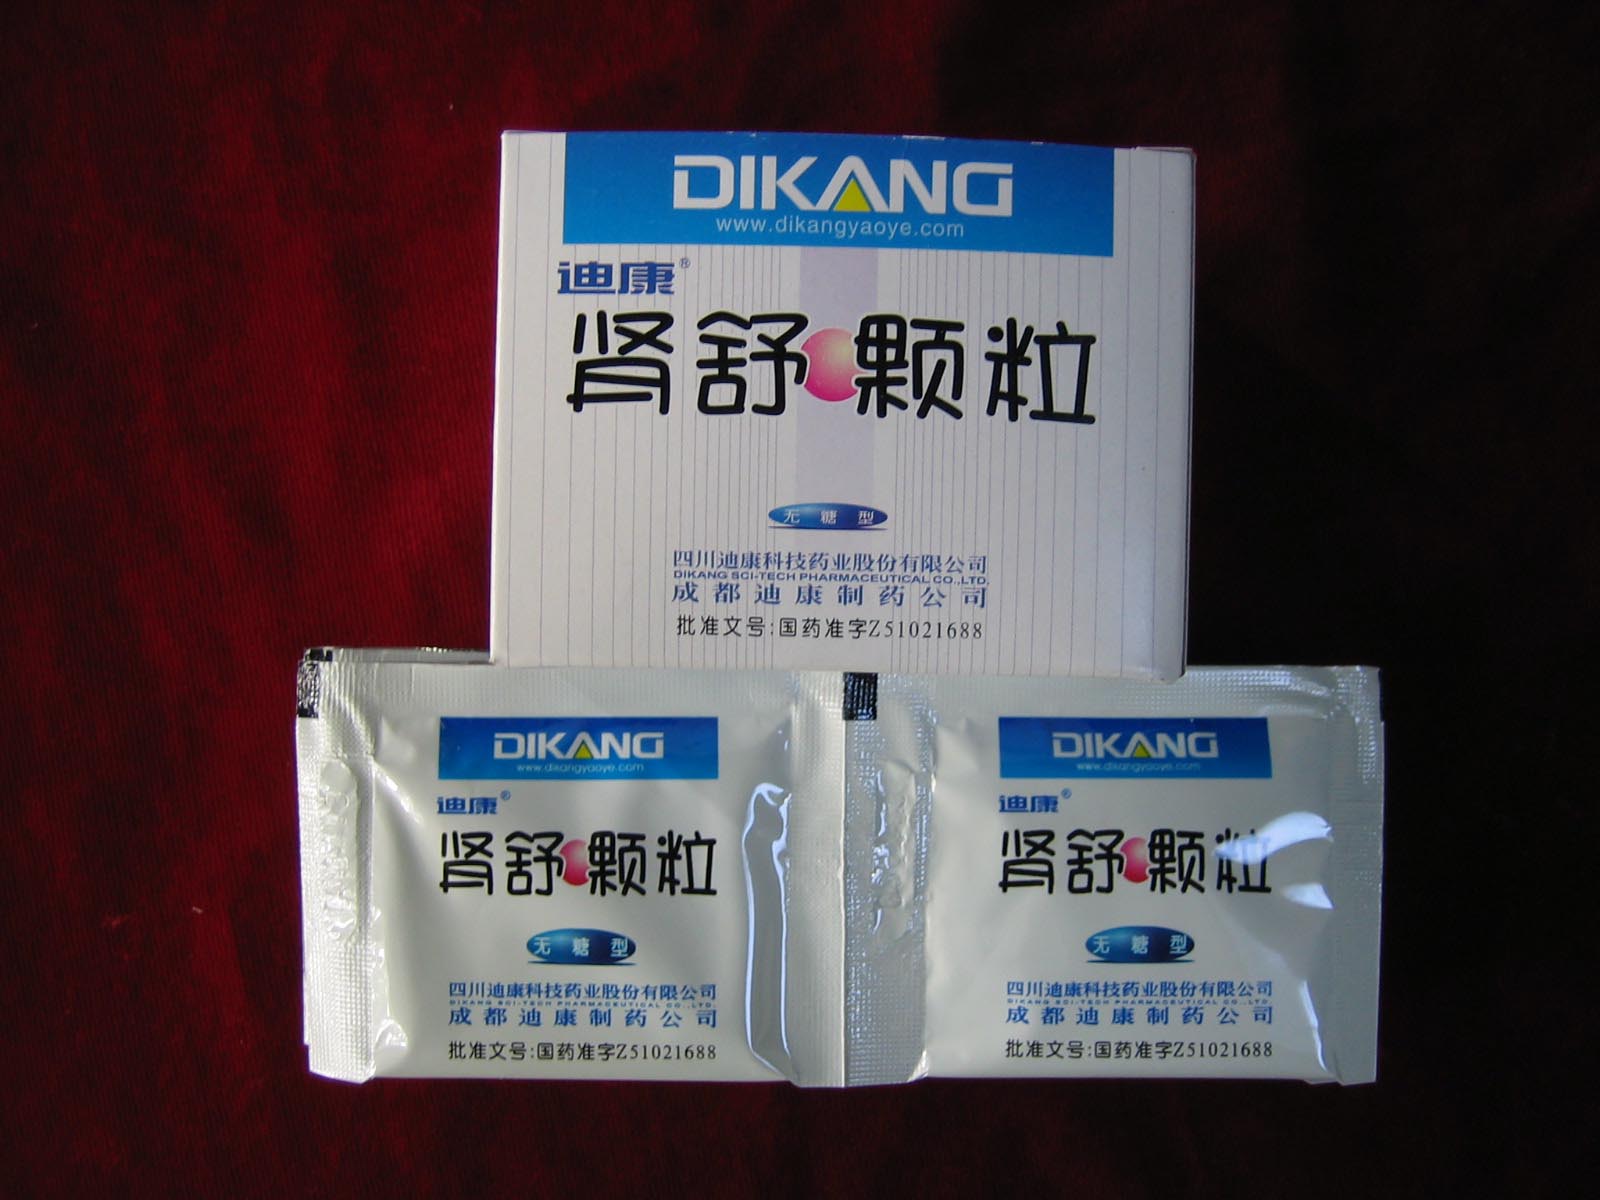 DIKANG
www.dikangyaoye.com
迪康®
肾舒颗粒
无糖型
四川迪康科技药业股份有限公司
DIKANG SCI-TECH PHARMACEUTICAL CO.,LTD.
成都迪康制药公司
批准文号:国药准字Z51021688
DIKANG
www.dikangyaoye.com
迪康®
肾舒颗粒
无糖型
四川迪康科技药业股份有限公司
DIKANG SCI-TECH PHARMACEUTICAL CO.,LTD.
成都迪康制药公司
批准文号:国药准字Z51021688
DIKANG
www.dikangyaoye.com
迪康®
肾舒颗粒
无糖型
四川迪康科技药业股份有限公司
DIKANG SCI-TECH PHARMACEUTICAL CO.,LTD.
成都迪康制药公司
批准文号:国药准字Z51021688